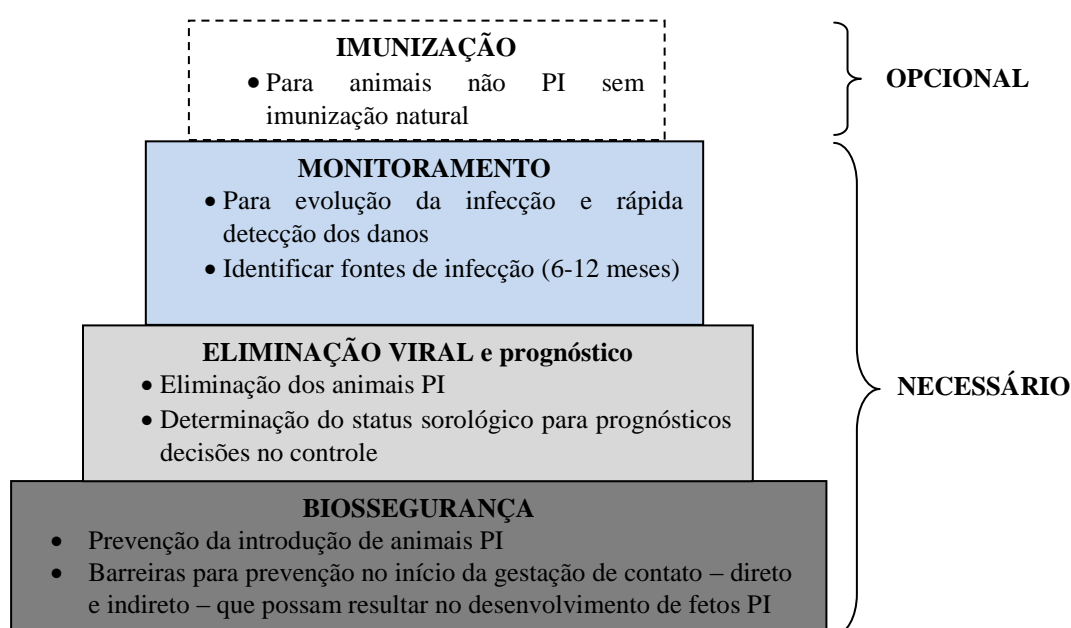 IMUNIZAÇÃO
• Para animais não PI sem
imunização natural
OPCIONAL
MONITORAMENTO
• Para evolução da infecção e rápida
detecção dos danos
• Identificar fontes de infecção (6-12 meses)
ELIMINAÇÃO VIRAL e prognóstico
• Eliminação dos animais PI
• Determinação do status sorológico para prognósticos
decisões no controle
NECESSÁRIO
BIOSSEGURANÇA
• Prevenção da introdução de animais PI
• Barreiras para prevenção no início da gestação de contato – direto
e indireto – que possam resultar no desenvolvimento de fetos PI